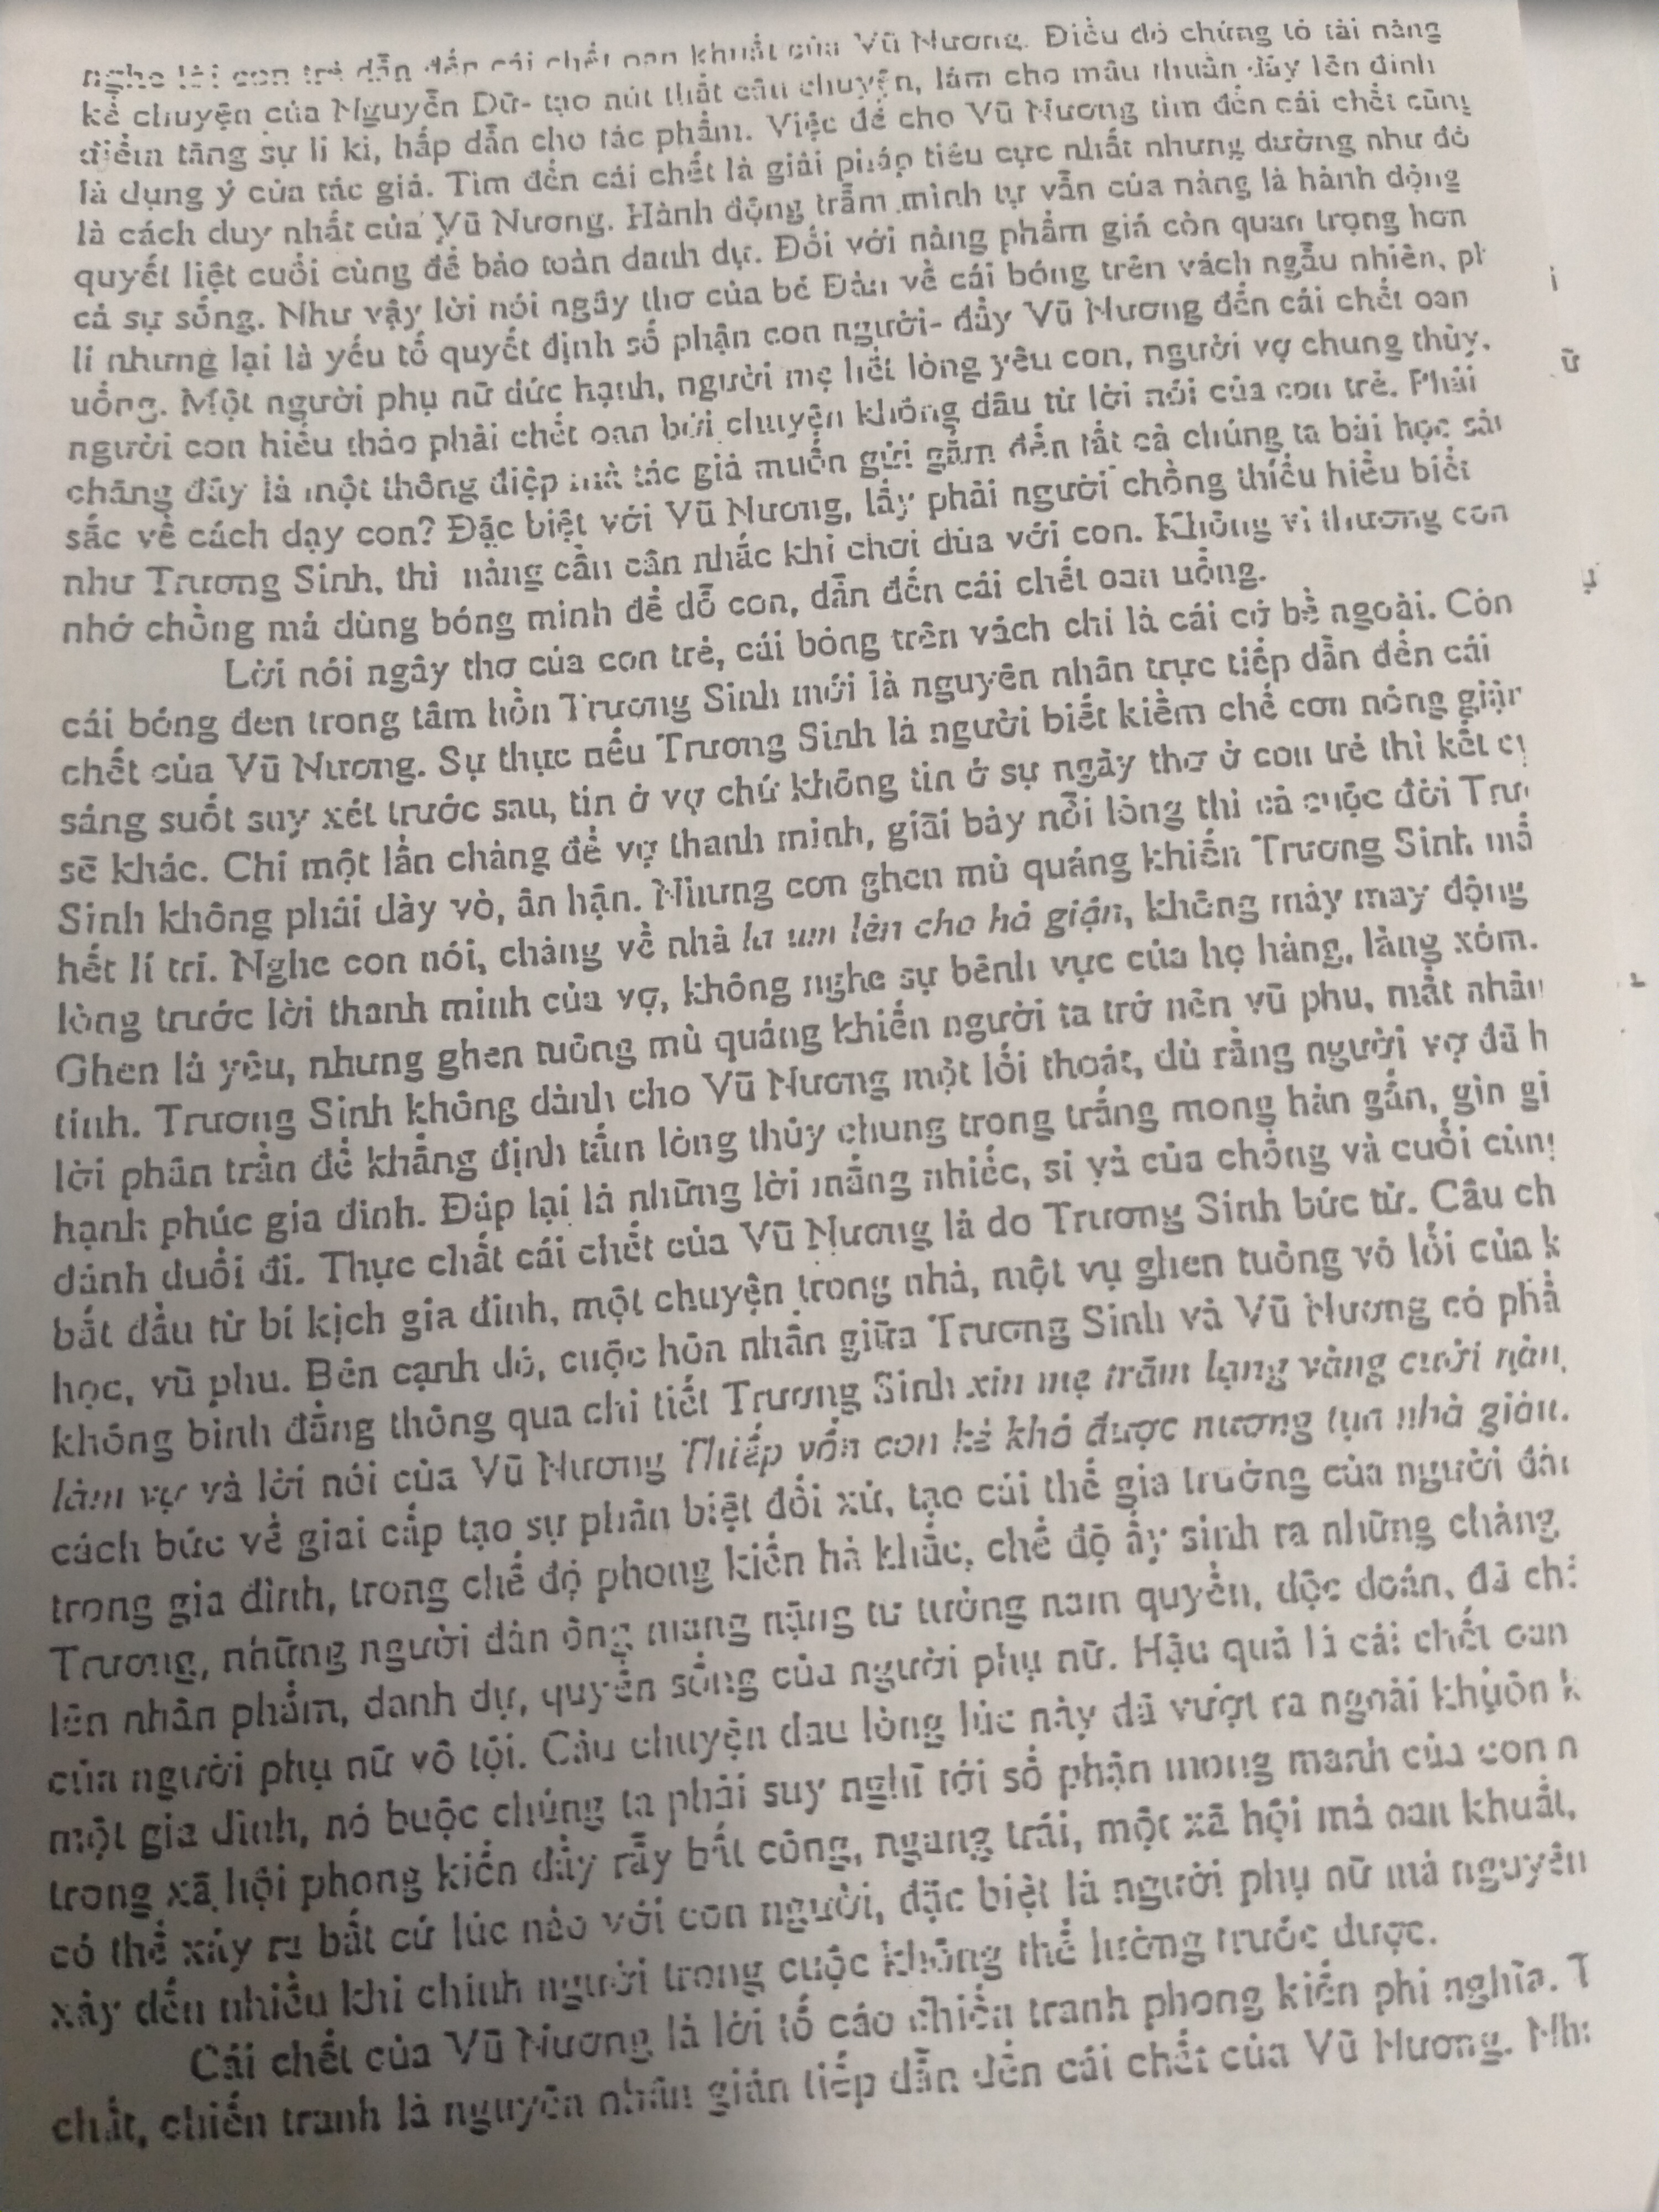 nghe lời con trẻ dẫn đến cái chết oan khuất của Vũ Nương. Điều đó chứng tỏ tài năng
kể chuyện của Nguyễn Dữ- tạo nút thắt câu chuyện, làm cho mâu thuẫn đẩy lên đỉnh
điểm tăng sự li kì, hấp dẫn cho tác phẩm. Việc để cho Vũ Nương tìm đến cái chết cũng
là dụng ý của tác giả. Tìm đến cái chết là giải pháp tiêu cực nhất nhưng dường như đó
là cách duy nhất của Vũ Nương. Hành động trẫm mình tự vẫn của nàng là hành động
quyết liệt cuối cùng để bảo toàn danh dự. Đối với nàng phẩm giá còn quan trọng hơn
cả sự sống. Như vậy lời nói ngây thơ của bé Đản về cái bóng trên vách ngẫu nhiên, ph
lí nhưng lại là yếu tố quyết định số phận con người- đẩy Vũ Nương đến cái chết oan
uổng. Một người phụ nữ đức hạnh, người mẹ hết lòng yêu con, người vợ chung thủy,
người con hiếu thảo phải chết oan bởi chuyện không đâu từ lời nói của con trẻ. Phải
chăng đây là một thông điệp mà tác giả muốn gửi gắm đến tất cả chúng ta bài học sâu
sắc về cách dạy con? Đặc biệt với Vũ Nương, lấy phải người chồng thiếu hiểu biết
như Trương Sinh, thì nàng cần cân nhắc khi chơi đùa với con. Không vì thương con
nhớ chồng mà dùng bóng mình để dỗ con, dẫn đến cái chết oan uổng.
Lời nói ngây thơ của con trẻ, cái bóng trên vách chỉ là cái cớ bề ngoài. Còn
cái bóng đen trong tâm hồn Trương Sinh mới là nguyên nhân trực tiếp dẫn đến cái
chết của Vũ Nương. Sự thực nếu Trương Sinh là người biết kiềm chế cơn nóng giận
sáng suốt suy xét trước sau, tin ở vợ chứ không tin ở sự ngây thơ ở con trẻ thì kết cụ
sẽ khác. Chỉ một lần chàng để vợ thanh minh, giãi bày nỗi lòng thì cả cuộc đời Trư
Sinh không phải dày vò, ân hận. Nhưng cơn ghen mù quáng khiến Trương Sinh mấ
hết lí trí. Nghe con nói, chàng về nhà la um lên cho hả giận, không mảy may động
lòng trước lời thanh minh của vợ, không nghe sự bênh vực của họ hàng, làng xóm.
Ghen là yêu, nhưng ghen tuông mù quáng khiến người ta trở nên vũ phu, mất nhân
tính. Trương Sinh không dành cho Vũ Nương một lối thoát, dù rằng người vợ đã h
lời phân trần để khẳng định tấm lòng thủy chung trong trắng mong hàn gắn, gìn gi
hạnh phúc gia đình. Đáp lại là những lời mắng nhiếc, sỉ vả của chồng và cuối cùng
đánh đuổi đi. Thực chất cái chết của Vũ Nương là do Trương Sinh bức tử. Câu ch
bắt đầu từ bi kịch gia đình, một chuyện trong nhà, một vụ ghen tuông vô lối của k
học, vũ phu. Bên cạnh đó, cuộc hôn nhân giữa Trương Sinh và Vũ Nương có phầ
không bình đẳng thông qua chi tiết Trương Sinh xin mẹ trăm lạng vàng cưới nàn
làm vợ và lời nói của Vũ Nương Thiếp vốn con kẻ khó được nương tựa nhà giàu.
cách bức về giai cấp tạo sự phân biệt đối xử, tạo cái thế gia trưởng của người đàn
trong gia đình, trong chế độ phong kiến hà khắc, chế độ ấy sinh ra những chàng
Trương, những người đàn ông mang nặng tư tưởng nam quyền, độc đoán, đã ch
lên nhân phẩm, danh dự, quyền sống của người phụ nữ. Hậu quả là cái chết oan
của người phụ nữ vô tội. Câu chuyện đau lòng lúc này đã vượt ra ngoài khuôn k
một gia đình, nó buộc chúng ta phải suy nghĩ tới số phận mong manh của con n
trong xã hội phong kiến đầy rẫy bất công, ngang trái, một xã hội mà oan khuất,
có thể xảy ra bất cứ lúc nào với con người, đặc biệt là người phụ nữ mà nguyên
xảy đến nhiều khi chính người trong cuộc không thể lường trước được.
Cái chết của Vũ Nương là lời tố cáo chiến tranh phong kiến phi nghĩa. T
chất, chiến tranh là nguyên nhân gián tiếp dẫn đến cái chết của Vũ Nương. Nh